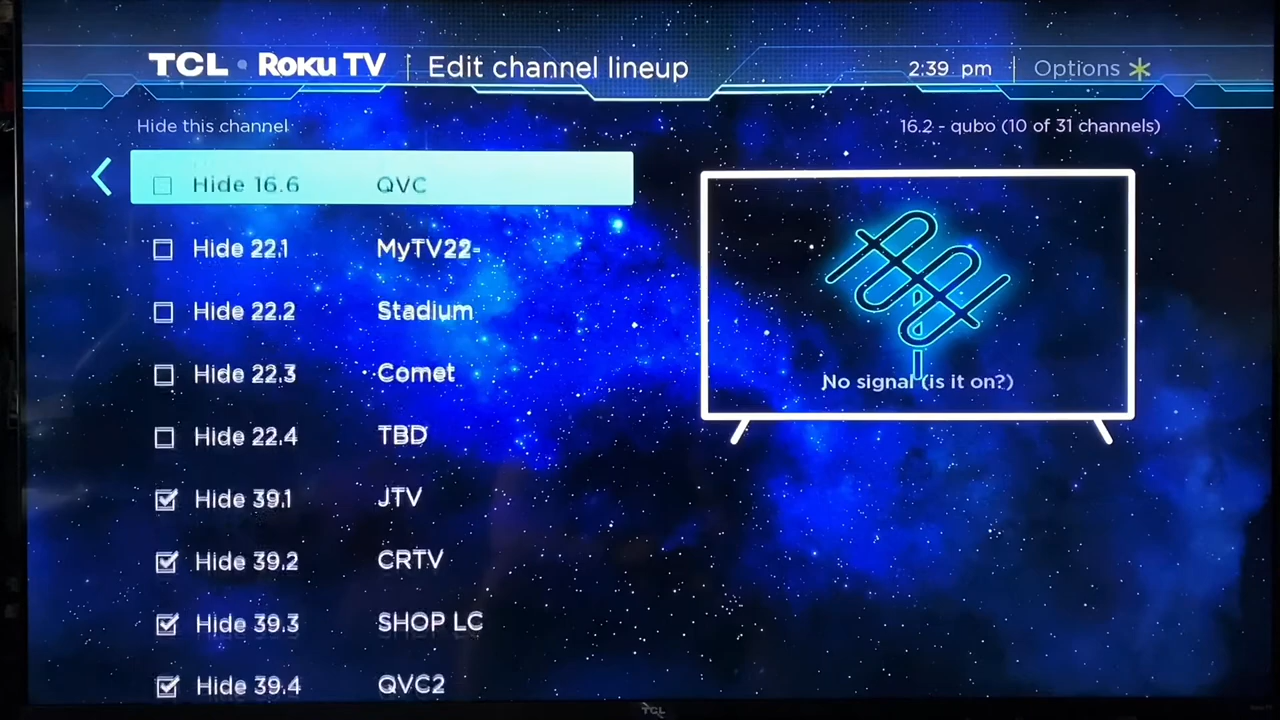 TCL • Roku TV | Edit channel lineup
2:39 pm | Options
Hide this channel
16.2 - qubo (10 of 31 channels)
Hide 16.6 QVC
Hide 22.1 MyTV22-
Hide 22.2 Stadium
Hide 22.3 Comet
Hide 22.4 TBD
Hide 39.1 JTV
Hide 39.2 CRTV
Hide 39.3 SHOP LC
Hide 39.4 QVC2
No signal (is it on?)
TCL